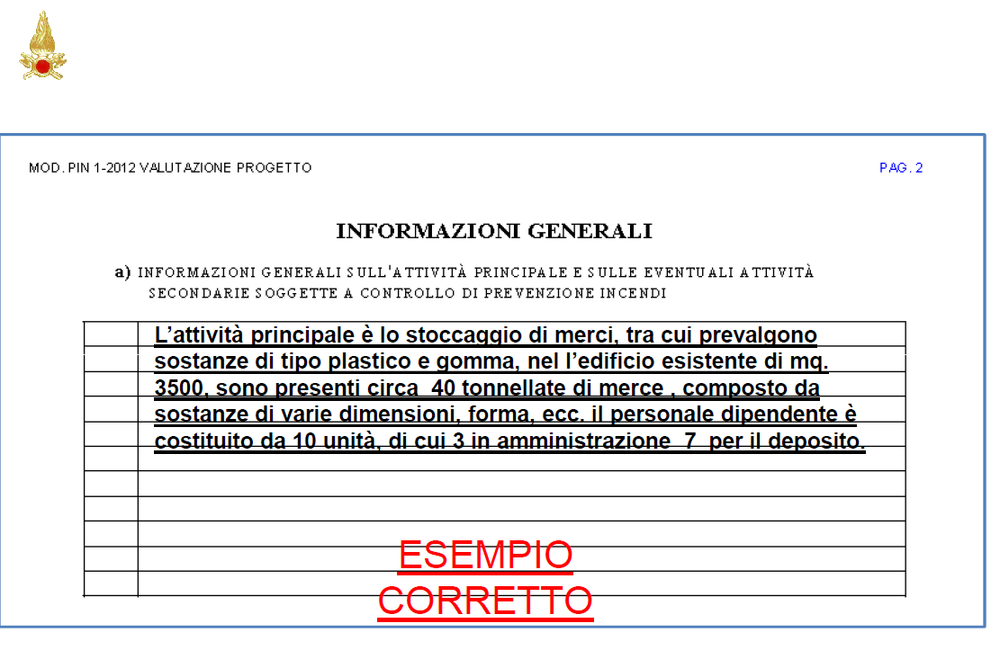 MOD. PIN 1-2012 VALUTAZIONE PROGETTO
PAG. 2
INFORMAZIONI GENERALI
a) INFORMAZIONI GENERALI SULL'ATTIVITÀ PRINCIPALE E SULLE EVENTUALI ATTIVITÀ
SECONDARIE SOGGETTE A CONTROLLO DI PREVENZIONE INCENDI
L’attività principale è lo stoccaggio di merci, tra cui prevalgono
sostanze di tipo plastico e gomma, nel l’edificio esistente di mq.
3500, sono presenti circa 40 tonnellate di merce , composto da
sostanze di varie dimensioni, forma, ecc. il personale dipendente è
costituito da 10 unità, di cui 3 in amministrazione 7 per il deposito.
ESEMPIO
CORRETTO